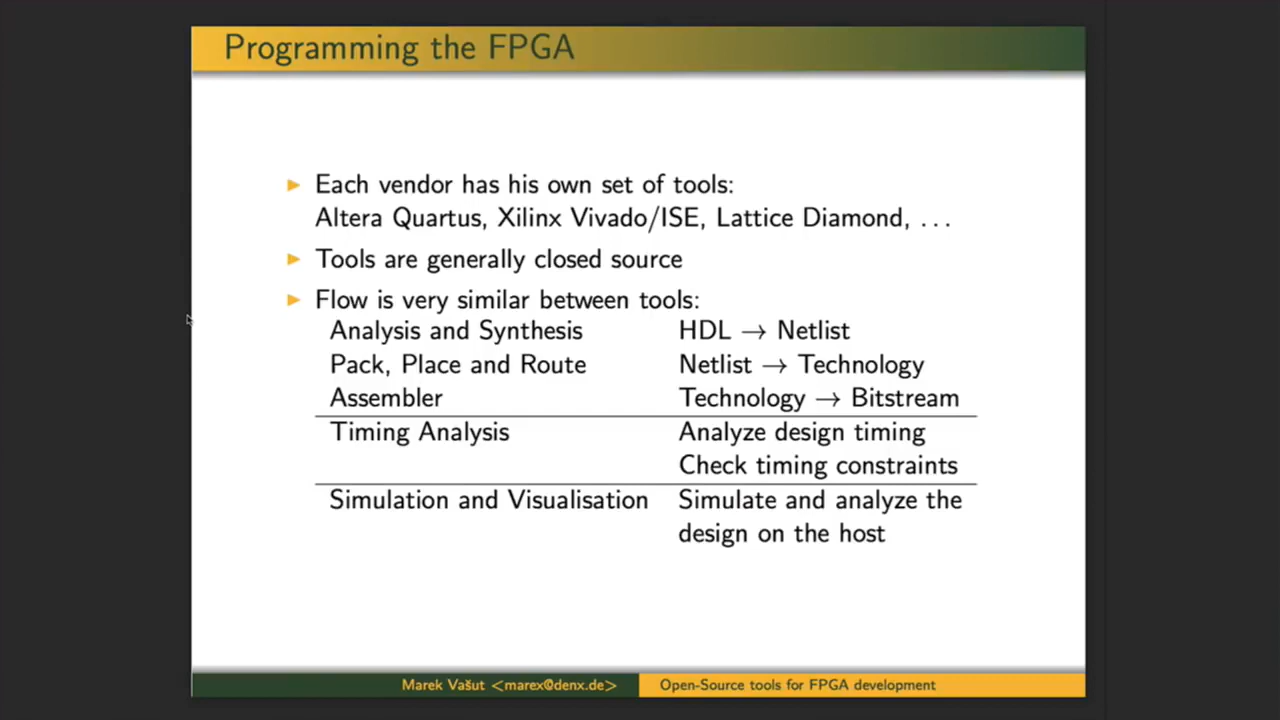 Programming the FPGA
Each vendor has his own set of tools:
Altera Quartus, Xilinx Vivado/ISE, Lattice Diamond, ...
Tools are generally closed source
Flow is very similar between tools:
Analysis and Synthesis HDL → Netlist
Pack, Place and Route Netlist → Technology
Assembler Technology → Bitstream
Timing Analysis Analyze design timing
Check timing constraints
Simulation and Visualisation Simulate and analyze the
design on the host
Marek Vašut <marex@denx.de> Open-Source tools for FPGA development